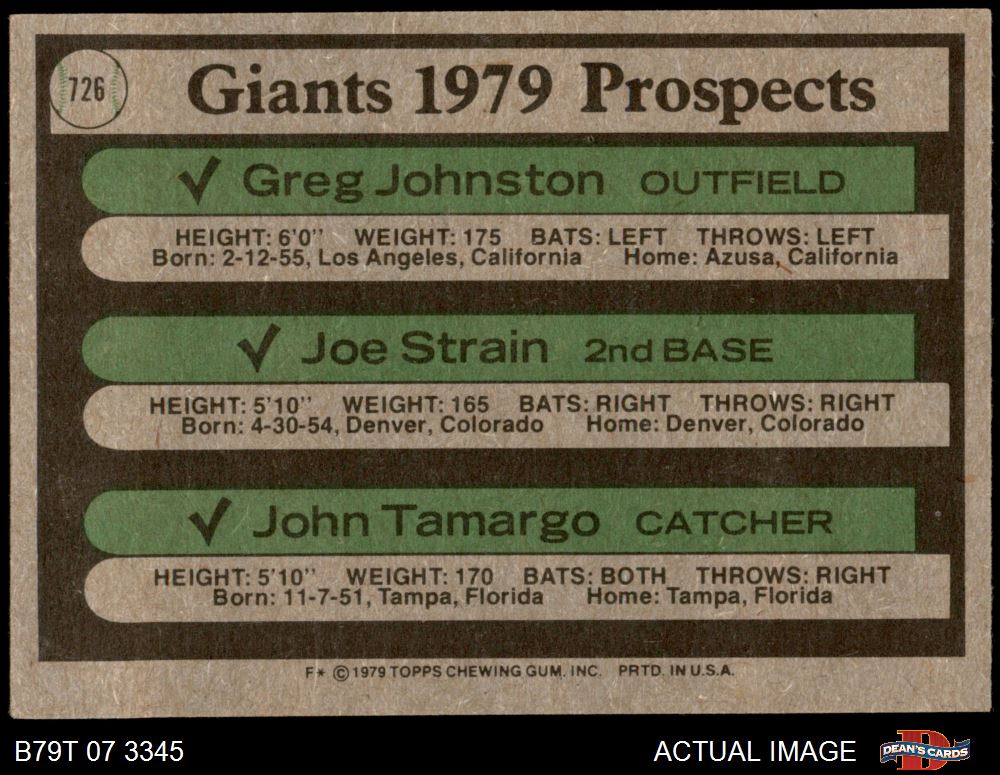 726
Giants 1979 Prospects
✓ Greg Johnston OUTFIELD
HEIGHT: 6'0" WEIGHT: 175 BATS: LEFT THROWS: LEFT
Born: 2-12-55, Los Angeles, California Home: Azusa, California
✓ Joe Strain 2nd BASE
HEIGHT: 5'10" WEIGHT: 165 BATS: RIGHT THROWS: RIGHT
Born: 4-30-54, Denver, Colorado Home: Denver, Colorado
✓ John Tamargo CATCHER
HEIGHT: 5'10" WEIGHT: 170 BATS: BOTH THROWS: RIGHT
Born: 11-7-51, Tampa, Florida Home: Tampa, Florida
F* © 1979 TOPPS CHEWING GUM, INC. PRTD. IN U.S.A.
B79T 07 3345 ACTUAL IMAGE D DEAN'S CARDS